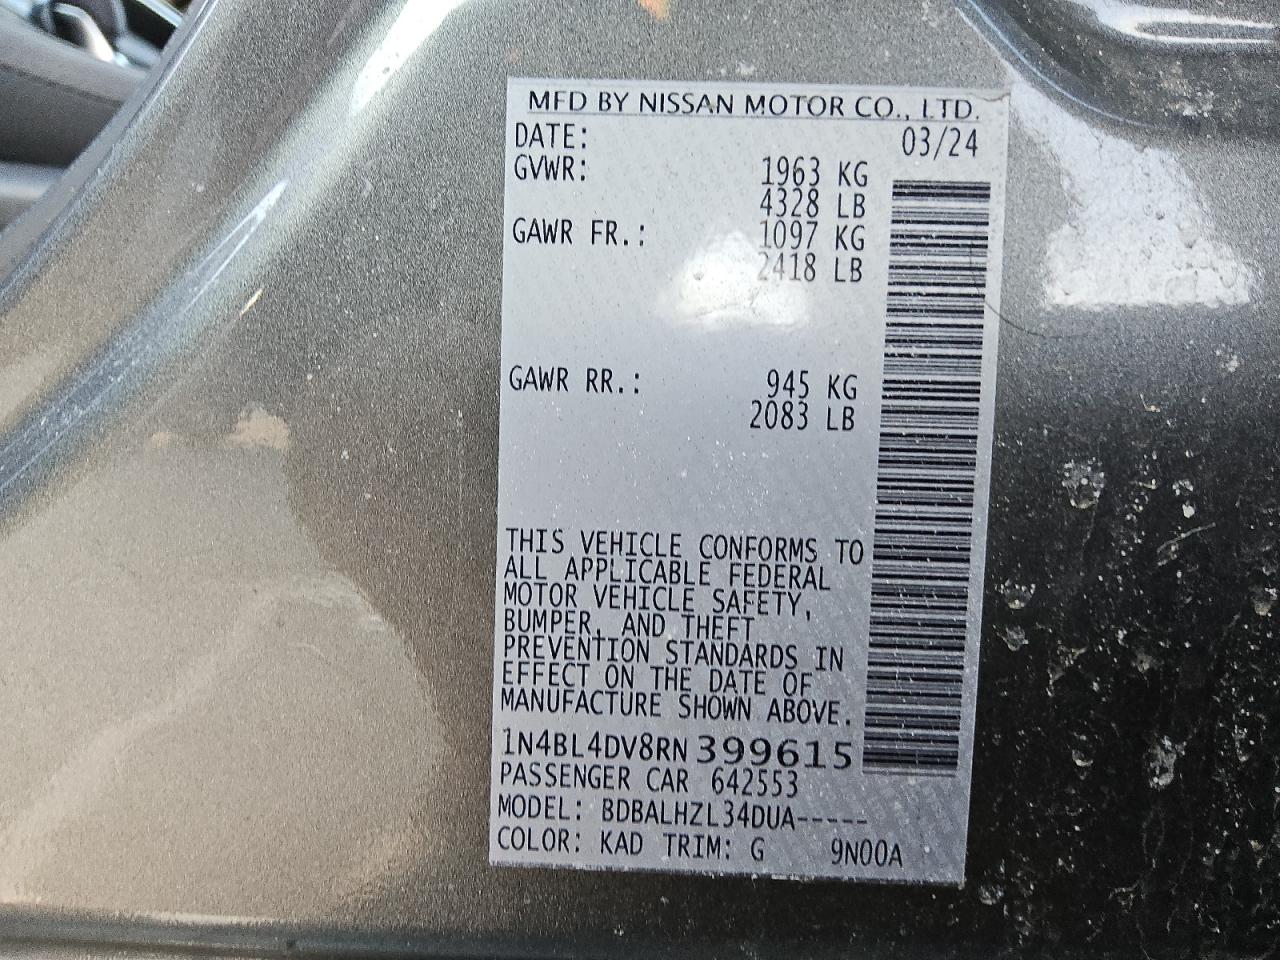 MFD BY NISSAN MOTOR CO., LTD.
DATE: 03/24
GVWR: 1963 KG
4328 LB
GAWR FR.: 1097 KG
2418 LB
GAWR RR.: 945 KG
2083 LB
THIS VEHICLE CONFORMS TO
ALL APPLICABLE FEDERAL
MOTOR VEHICLE SAFETY,
BUMPER, AND THEFT
PREVENTION STANDARDS IN
EFFECT ON THE DATE OF
MANUFACTURE SHOWN ABOVE.
1N4BL4DV8RN399615
PASSENGER CAR 642553
MODEL: BDBALHZL34DUA-----
COLOR: KAD TRIM: G 9N00A